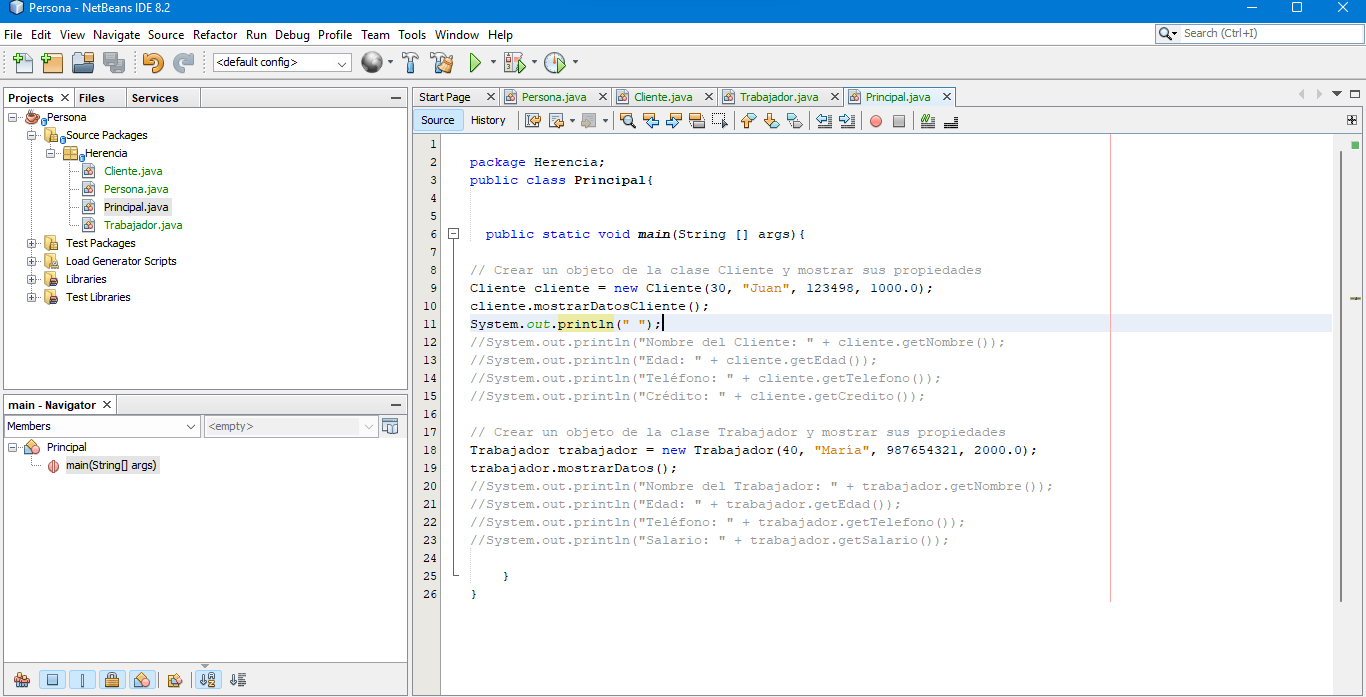 Persona - NetBeans IDE 8.2
File Edit View Navigate Source Refactor Run Debug Profile Team Tools Window Help
Search (Ctrl+I)
<default config>
Projects Files Services
Persona
Source Packages
Herencia
Cliente.java
Persona.java
Principal.java
Trabajador.java
Test Packages
Load Generator Scripts
Libraries
Test Libraries
main - Navigator
Members <empty>
Principal
main(String[] args)
Start Page Persona.java Cliente.java Trabajador.java Principal.java
Source History
1
2 package Herencia;
3 public class Principal{
4
5
6 public static void main(String [] args){
7
8 // Crear un objeto de la clase Cliente y mostrar sus propiedades
9 Cliente cliente = new Cliente(30, "Juan", 123498, 1000.0);
10 cliente.mostrarDatosCliente();
11 System.out.println(" ");
12 //System.out.println("Nombre del Cliente: " + cliente.getNombre());
13 //System.out.println("Edad: " + cliente.getEdad());
14 //System.out.println("Teléfono: " + cliente.getTelefono());
15 //System.out.println("Crédito: " + cliente.getCredito());
16
17 // Crear un objeto de la clase Trabajador y mostrar sus propiedades
18 Trabajador trabajador = new Trabajador(40, "María", 987654321, 2000.0);
19 trabajador.mostrarDatos();
20 //System.out.println("Nombre del Trabajador: " + trabajador.getNombre());
21 //System.out.println("Edad: " + trabajador.getEdad());
22 //System.out.println("Teléfono: " + trabajador.getTelefono());
23 //System.out.println("Salario: " + trabajador.getSalario());
24
25 }
26 }